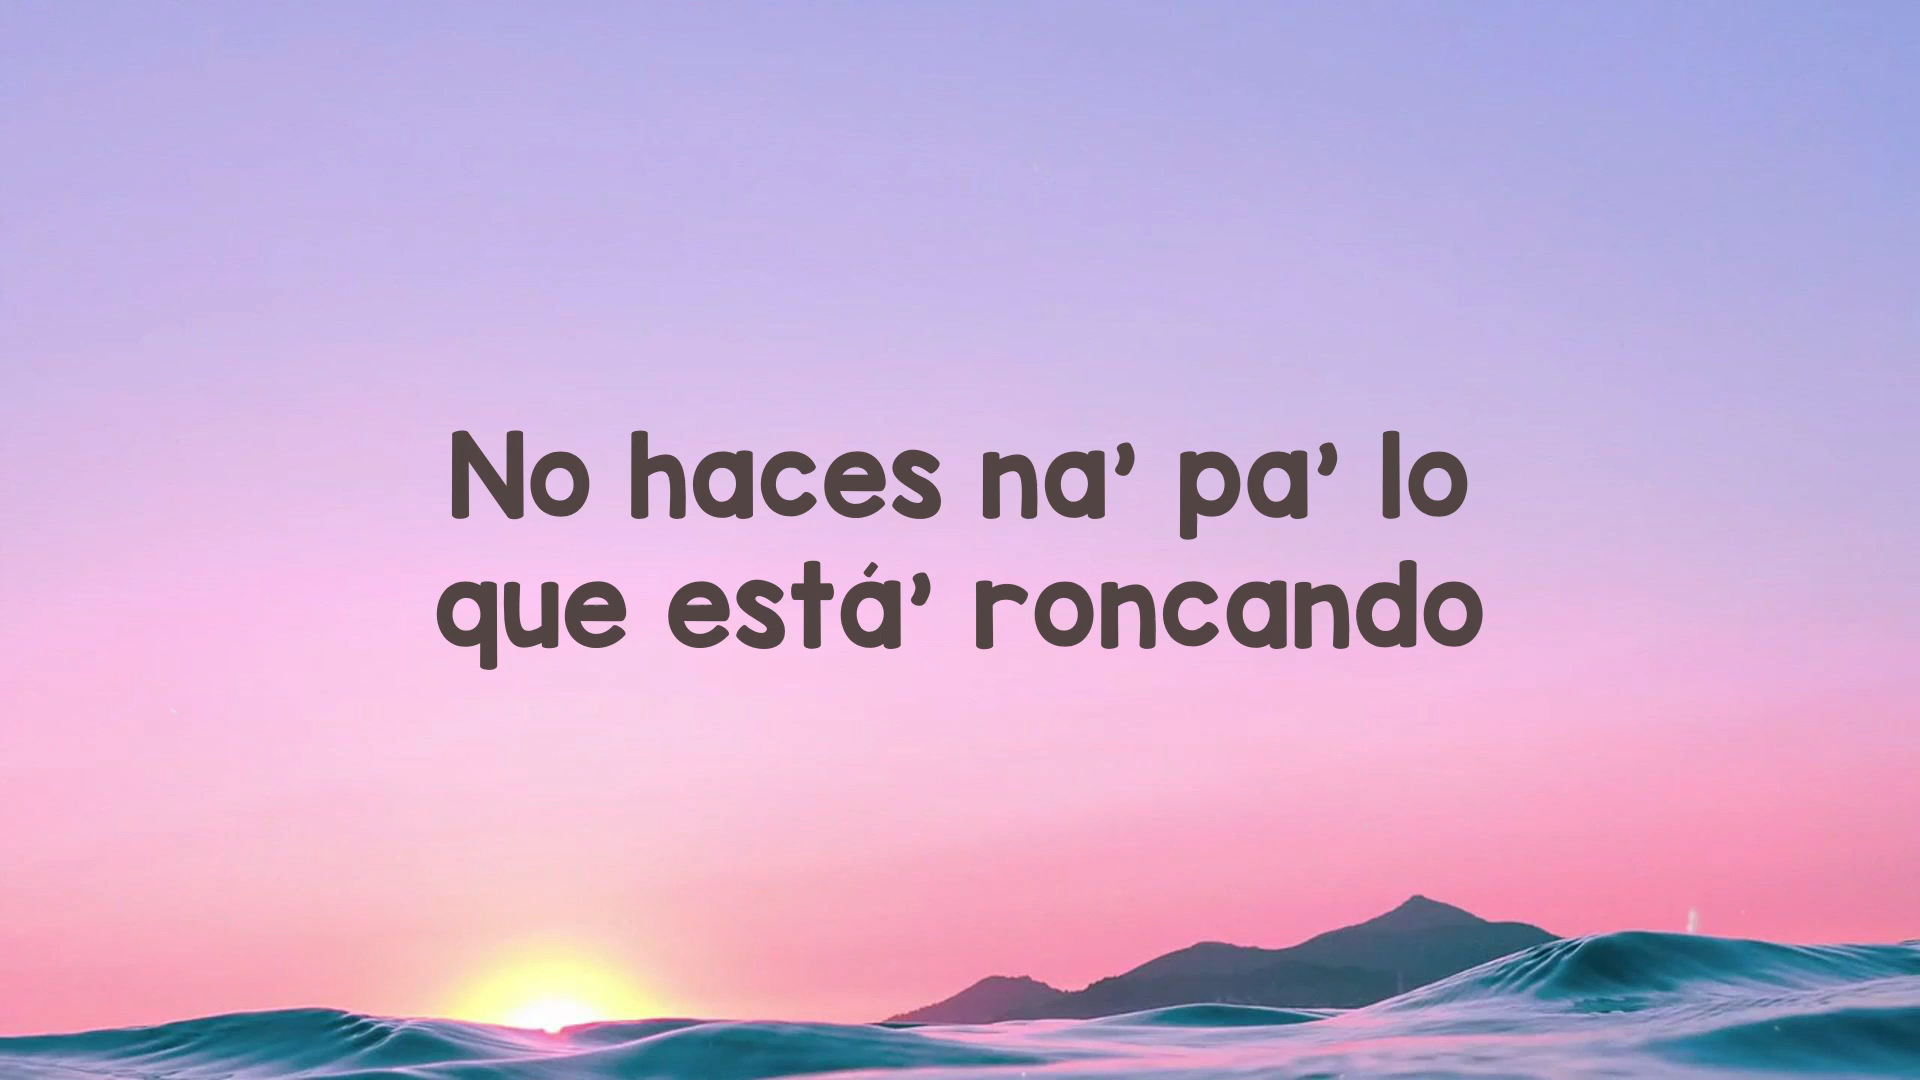 No haces na’ pa’ lo
que está’ roncando